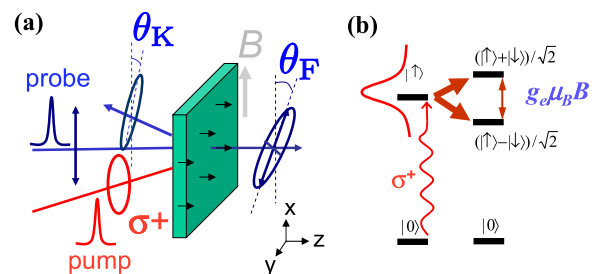 (a)
θK
B
θF
probe
σ+
pump
x
y
z
(b)
|↑⟩
(|↑⟩+|↓⟩)/√2
geμBB
(|↑⟩−|↓⟩)/√2
σ+
|0⟩
|0⟩